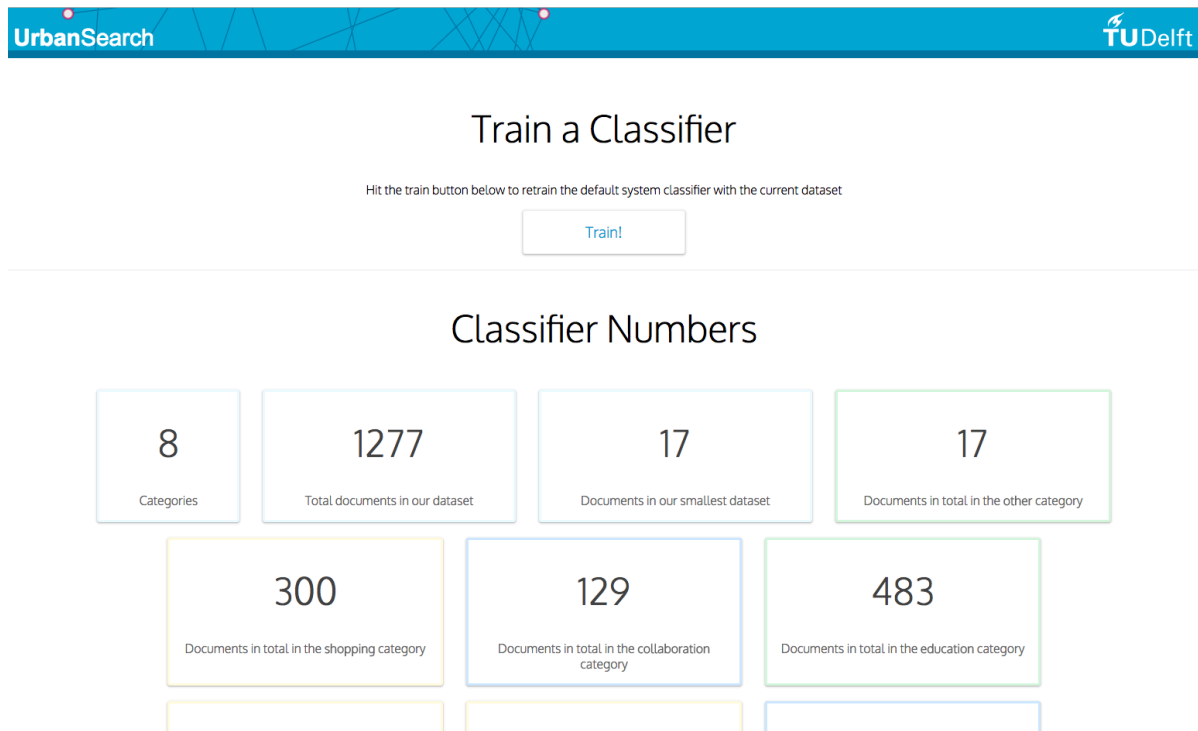 UrbanSearch
TU Delft
Train a Classifier
Hit the train button below to retrain the default system classifier with the current dataset
Train!
Classifier Numbers
8
Categories
1277
Total documents in our dataset
17
Documents in our smallest dataset
17
Documents in total in the other category
300
Documents in total in the shopping category
129
Documents in total in the collaboration
category
483
Documents in total in the education category